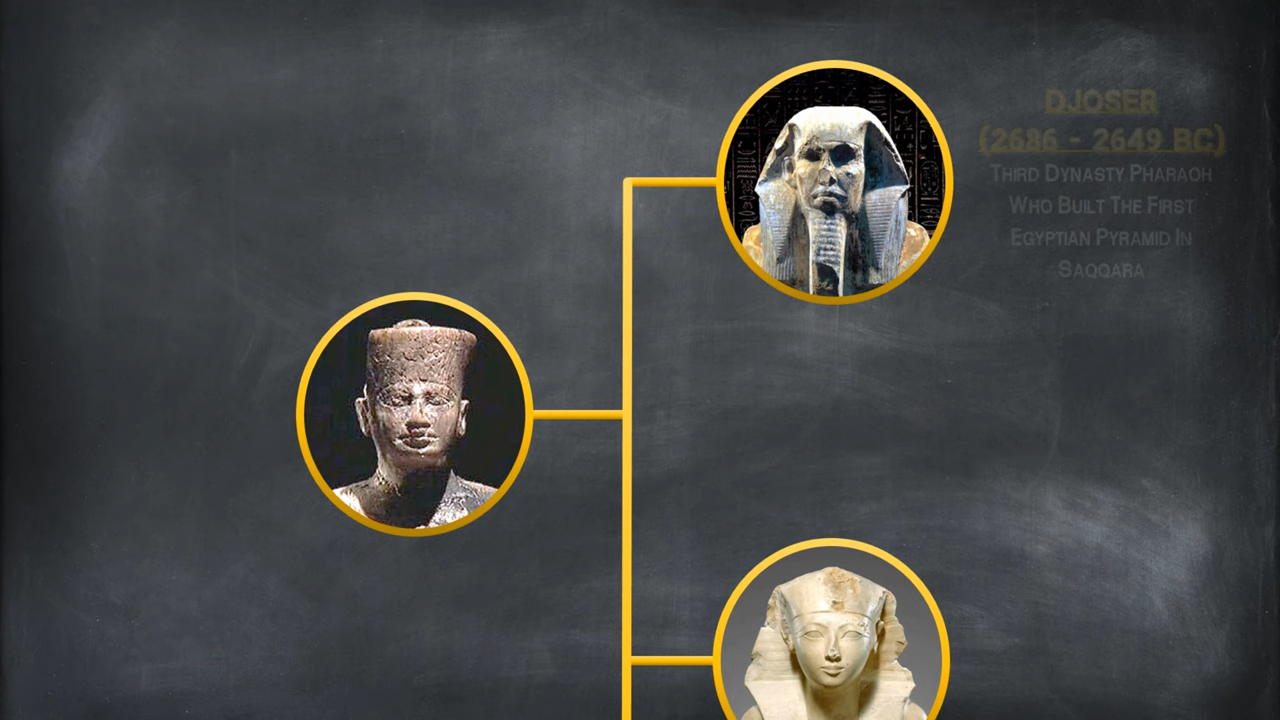 DJOSER
(2686 - 2649 BC)
Third Dynasty Pharaoh
Who Built The First
Egyptian Pyramid In
Saqqara